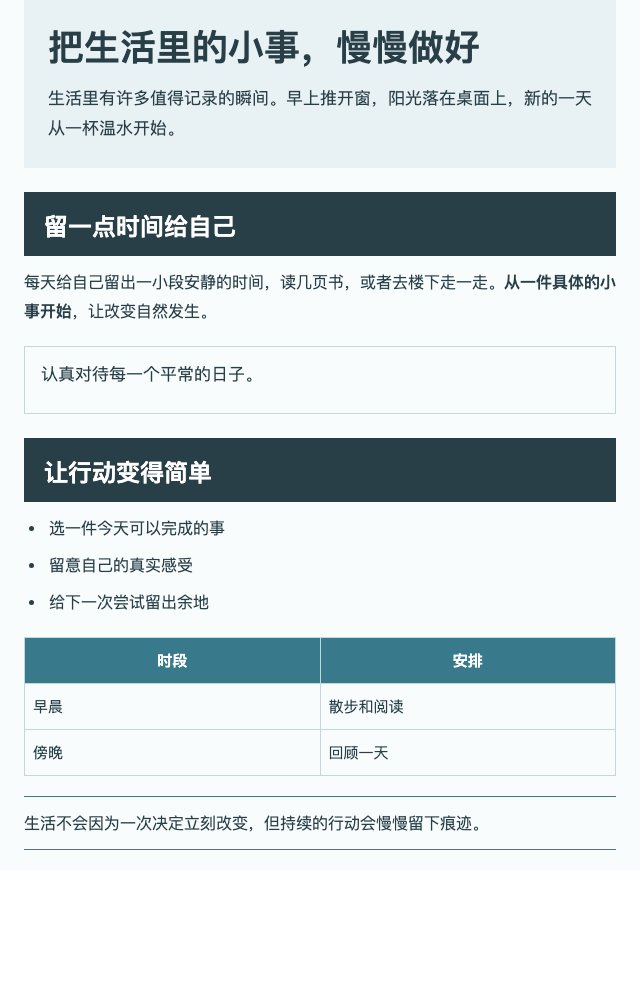 把生活里的小事，慢慢做好
生活里有许多值得记录的瞬间。早上推开窗，阳光落在桌面上，新的一天
从一杯温水开始。
留一点时间给自己
每天给自己留出一小段安静的时间，读几页书，或者去楼下走一走。从一件具体的小
事开始，让改变自然发生。
认真对待每一个平常的日子。
让行动变得简单
• 选一件今天可以完成的事
• 留意自己的真实感受
• 给下一次尝试留出余地
时段 安排
早晨 散步和阅读
傍晚 回顾一天
生活不会因为一次决定立刻改变，但持续的行动会慢慢留下痕迹。